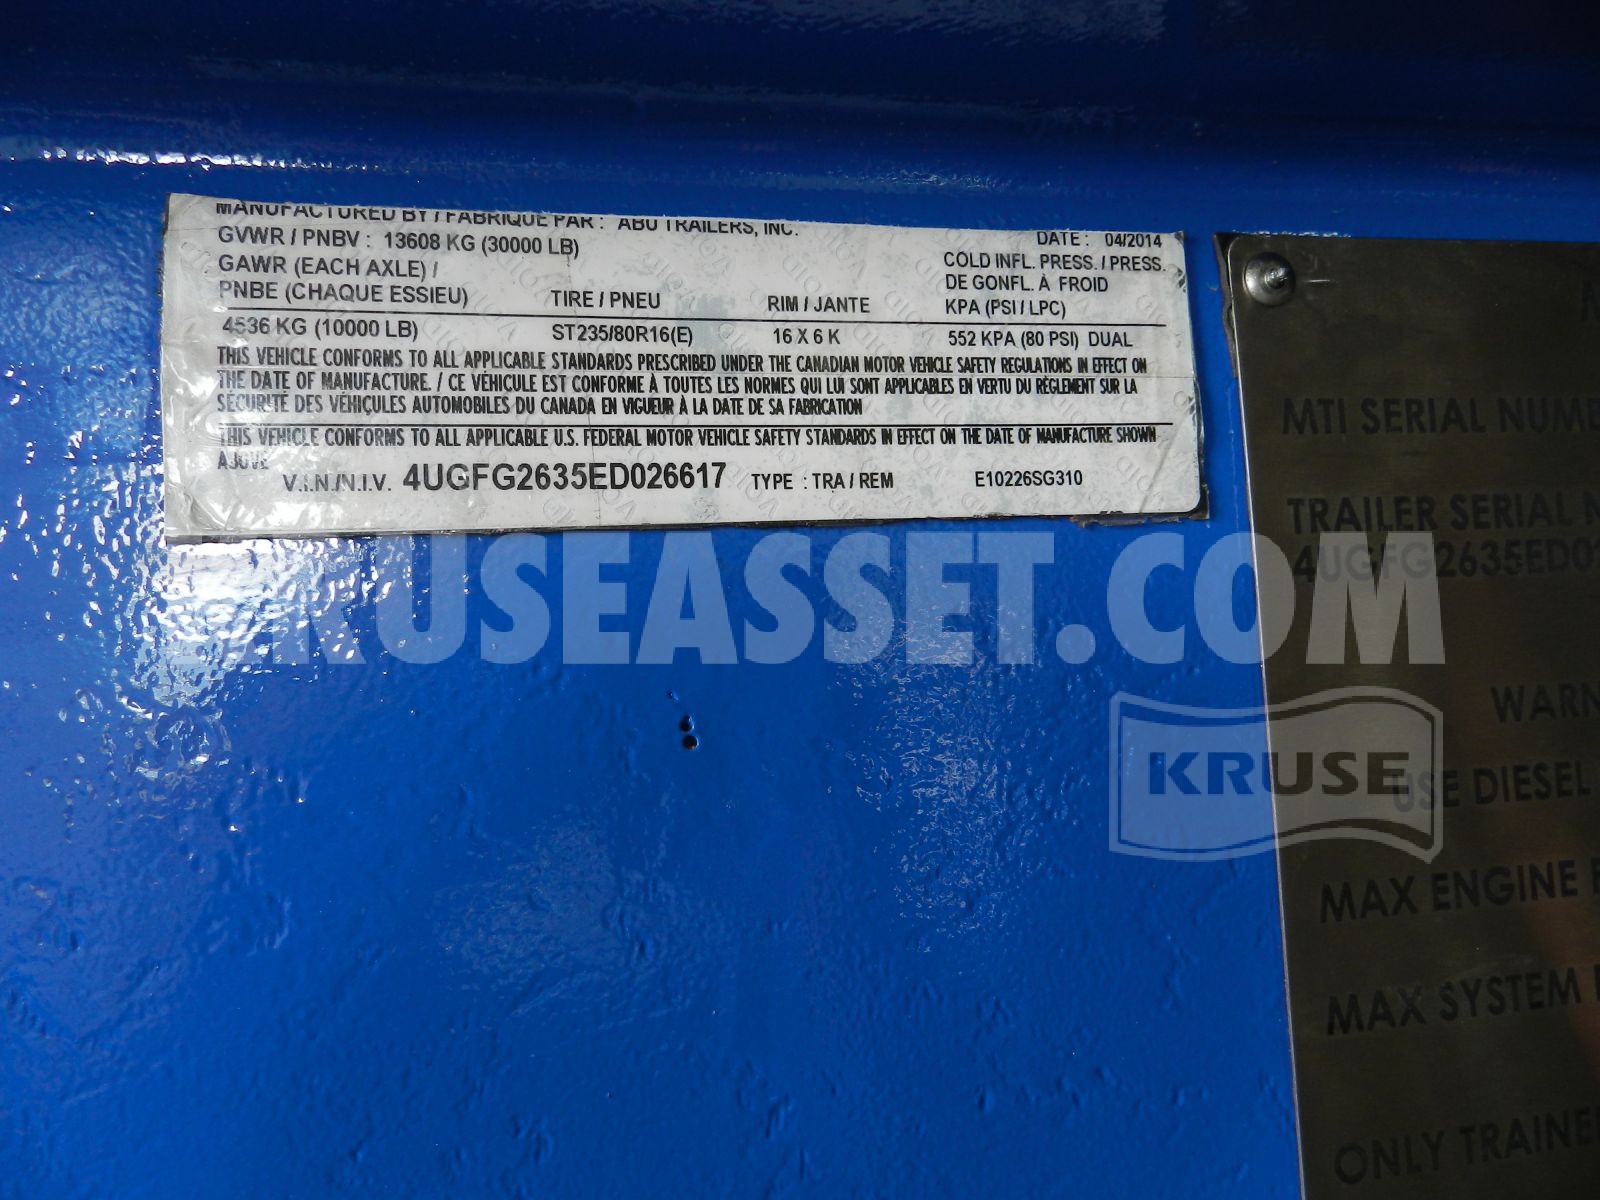 MANUFACTURED BY / FABRIQUE PAR : ABU TRAILERS, INC.
DATE : 04/2014
GVWR / PNBV : 13608 KG (30000 LB)
COLD INFL. PRESS. / PRESS.
GAWR (EACH AXLE) /
DE GONFL. À FROID
PNBE (CHAQUE ESSIEU) TIRE / PNEU RIM / JANTE KPA (PSI / LPC)
4536 KG (10000 LB) ST235/80R16(E) 16 X 6 K 552 KPA (80 PSI) DUAL
THIS VEHICLE CONFORMS TO ALL APPLICABLE STANDARDS PRESCRIBED UNDER THE CANADIAN MOTOR VEHICLE SAFETY REGULATIONS IN EFFECT ON
THE DATE OF MANUFACTURE. / CE VÉHICULE EST CONFORME À TOUTES LES NORMES QUI LUI SONT APPLICABLES EN VERTU DU RÈGLEMENT SUR LA
SÉCURITÉ DES VÉHICULES AUTOMOBILES DU CANADA EN VIGUEUR À LA DATE DE SA FABRICATION
THIS VEHICLE CONFORMS TO ALL APPLICABLE U.S. FEDERAL MOTOR VEHICLE SAFETY STANDARDS IN EFFECT ON THE DATE OF MANUFACTURE SHOWN
V.I.N./N.I.V. 4UGFG2635ED026617 TYPE : TRA / REM E10226SG310
MTI SERIAL NUMB
TRAILER SERIAL N
4UGFG2635ED02
WARN
USE DIESEL
MAX ENGINE
MAX SYSTEM
ONLY TRAINE
KRUSEASSET.COM
KRUSE